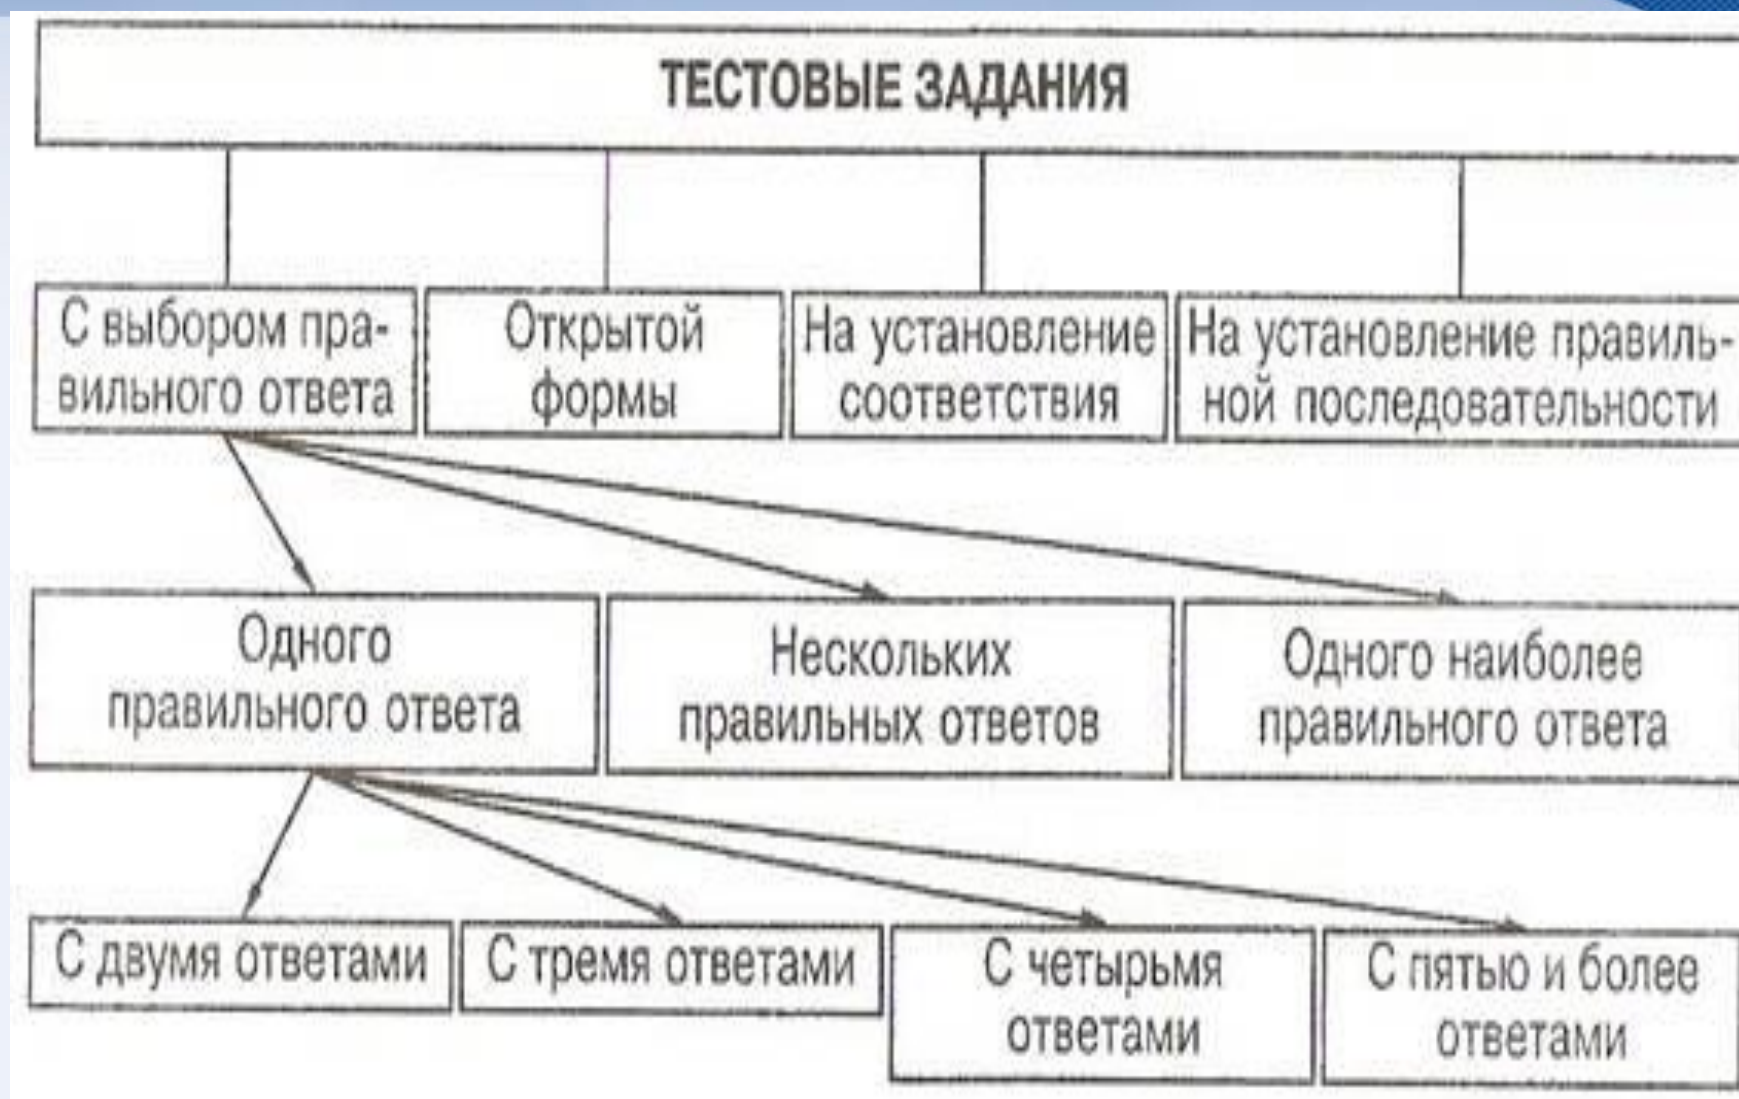 ТЕСТОВЫЕ ЗАДАНИЯ
С выбором пра-
вильного ответа
Открытой
формы
На установление
соответствия
На установление правиль-
ной последовательности
Одного
правильного ответа
Нескольких
правильных ответов
Одного наиболее
правильного ответа
С двумя ответами
С тремя ответами
С четырьмя
ответами
С пятью и более
ответами